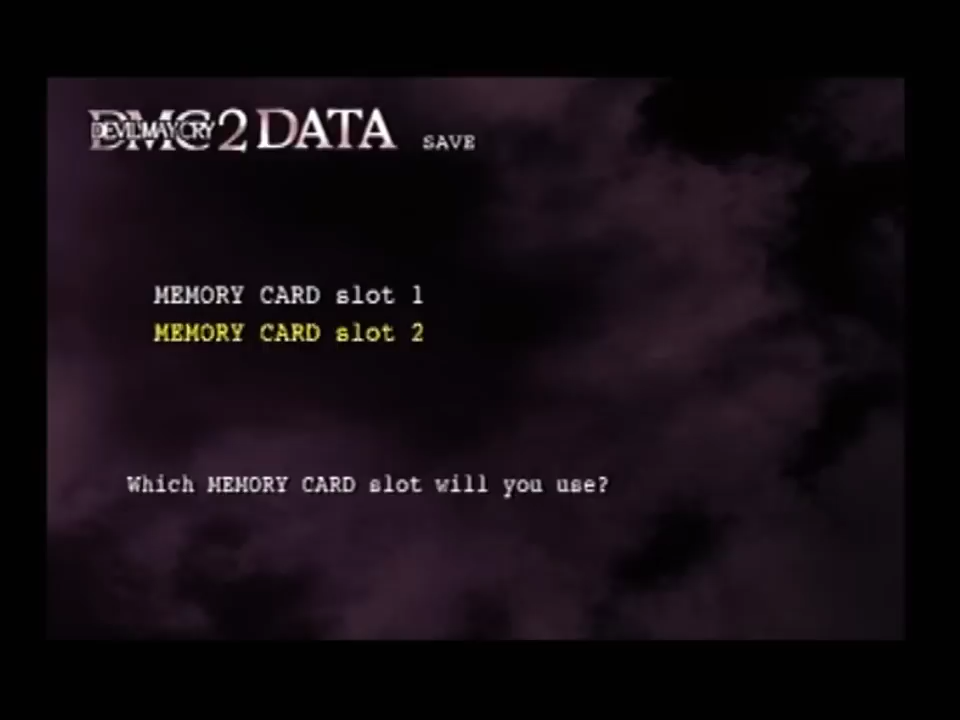 DMC DEVIL MAY CRY 2 DATA SAVE
MEMORY CARD slot 1
MEMORY CARD slot 2
Which MEMORY CARD slot will you use?